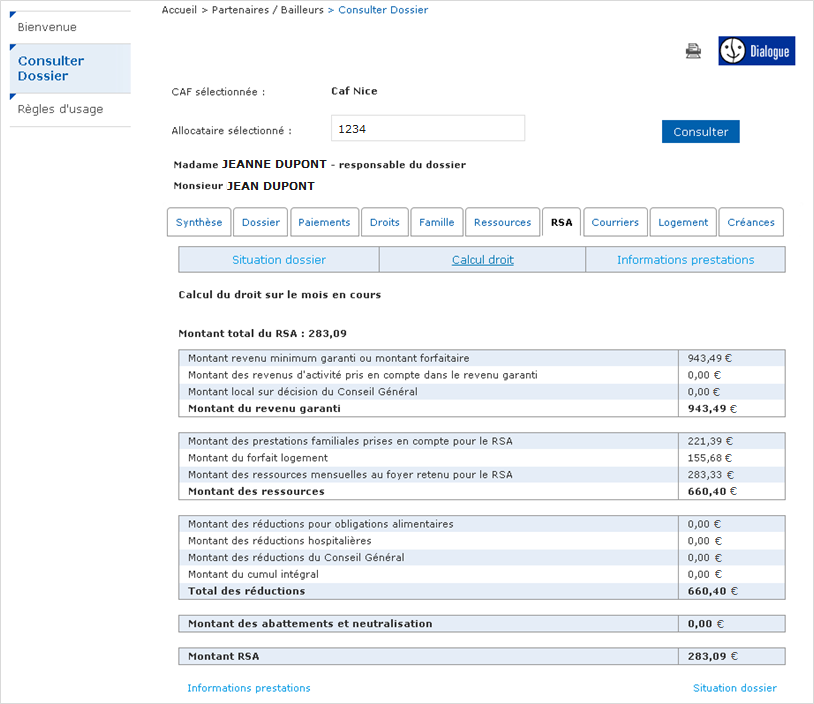 Accueil > Partenaires / Bailleurs > Consulter Dossier
Bienvenue
Consulter
Dossier
Règles d'usage
Dialogue
CAF sélectionnée : Caf Nice
Allocataire sélectionné : 1234 Consulter
Madame JEANNE DUPONT - responsable du dossier
Monsieur JEAN DUPONT
Synthèse Dossier Paiements Droits Famille Ressources RSA Courriers Logement Créances
Situation dossier Calcul droit Informations prestations
Calcul du droit sur le mois en cours
Montant total du RSA : 283,09
Montant revenu minimum garanti ou montant forfaitaire 943,49 €
Montant des revenus d'activité pris en compte dans le revenu garanti 0,00 €
Montant local sur décision du Conseil Général 0,00 €
Montant du revenu garanti 943,49 €
Montant des prestations familiales prises en compte pour le RSA 221,39 €
Montant du forfait logement 155,68 €
Montant des ressources mensuelles au foyer retenu pour le RSA 283,33 €
Montant des ressources 660,40 €
Montant des réductions pour obligations alimentaires 0,00 €
Montant des réductions hospitalières 0,00 €
Montant des réductions du Conseil Général 0,00 €
Montant du cumul intégral 0,00 €
Total des réductions 660,40 €
Montant des abattements et neutralisation 0,00 €
Montant RSA 283,09 €
Informations prestations Situation dossier